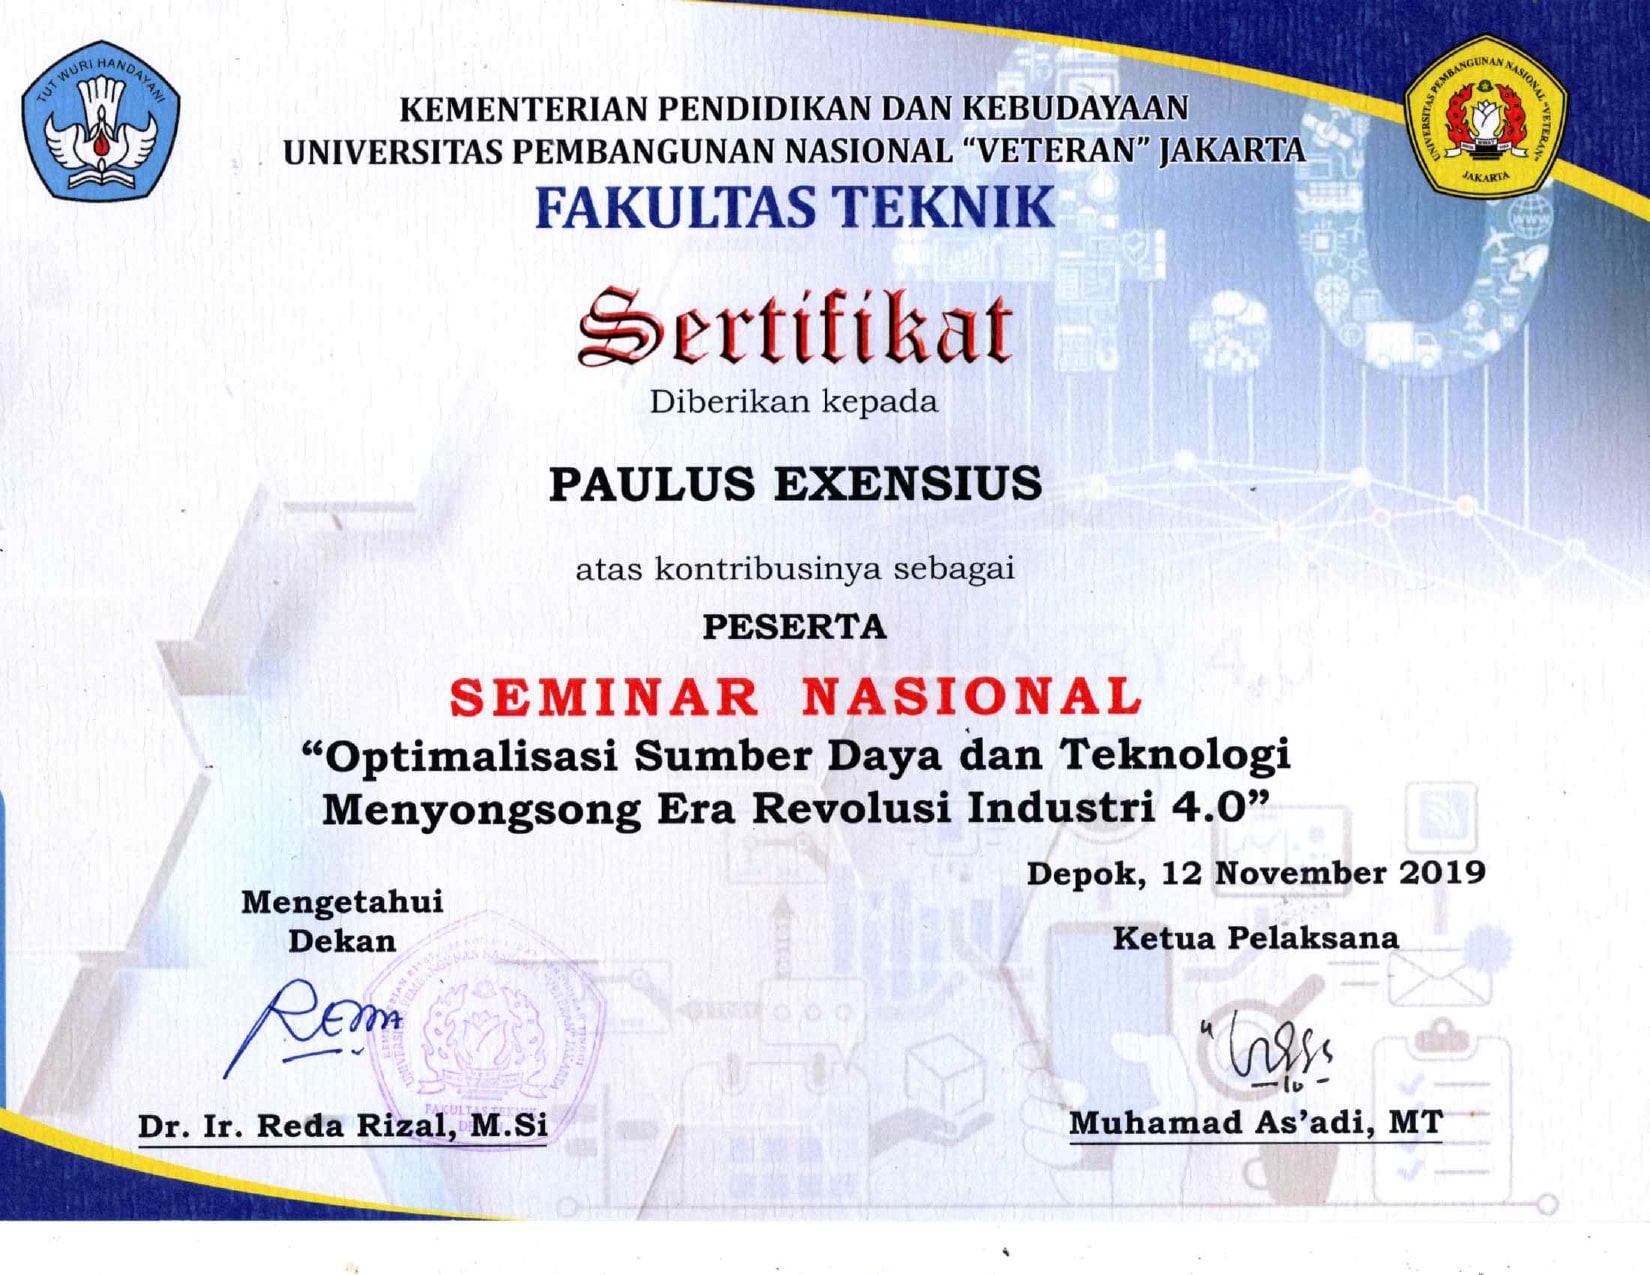 TUT WURI HANDAYANI
UNIVERSITAS PEMBANGUNAN NASIONAL "VETERAN"
JAKARTA
KEMENTERIAN PENDIDIKAN DAN KEBUDAYAAN
UNIVERSITAS PEMBANGUNAN NASIONAL “VETERAN” JAKARTA
FAKULTAS TEKNIK
Sertifikat
Diberikan kepada
PAULUS EXENSIUS
atas kontribusinya sebagai
PESERTA
SEMINAR NASIONAL
“Optimalisasi Sumber Daya dan Teknologi
Menyongsong Era Revolusi Industri 4.0”
Depok, 12 November 2019
Mengetahui
Dekan
Ketua Pelaksana
FAKULTAS TEKNIK
Dr. Ir. Reda Rizal, M.Si
Muhamad As’adi, MT